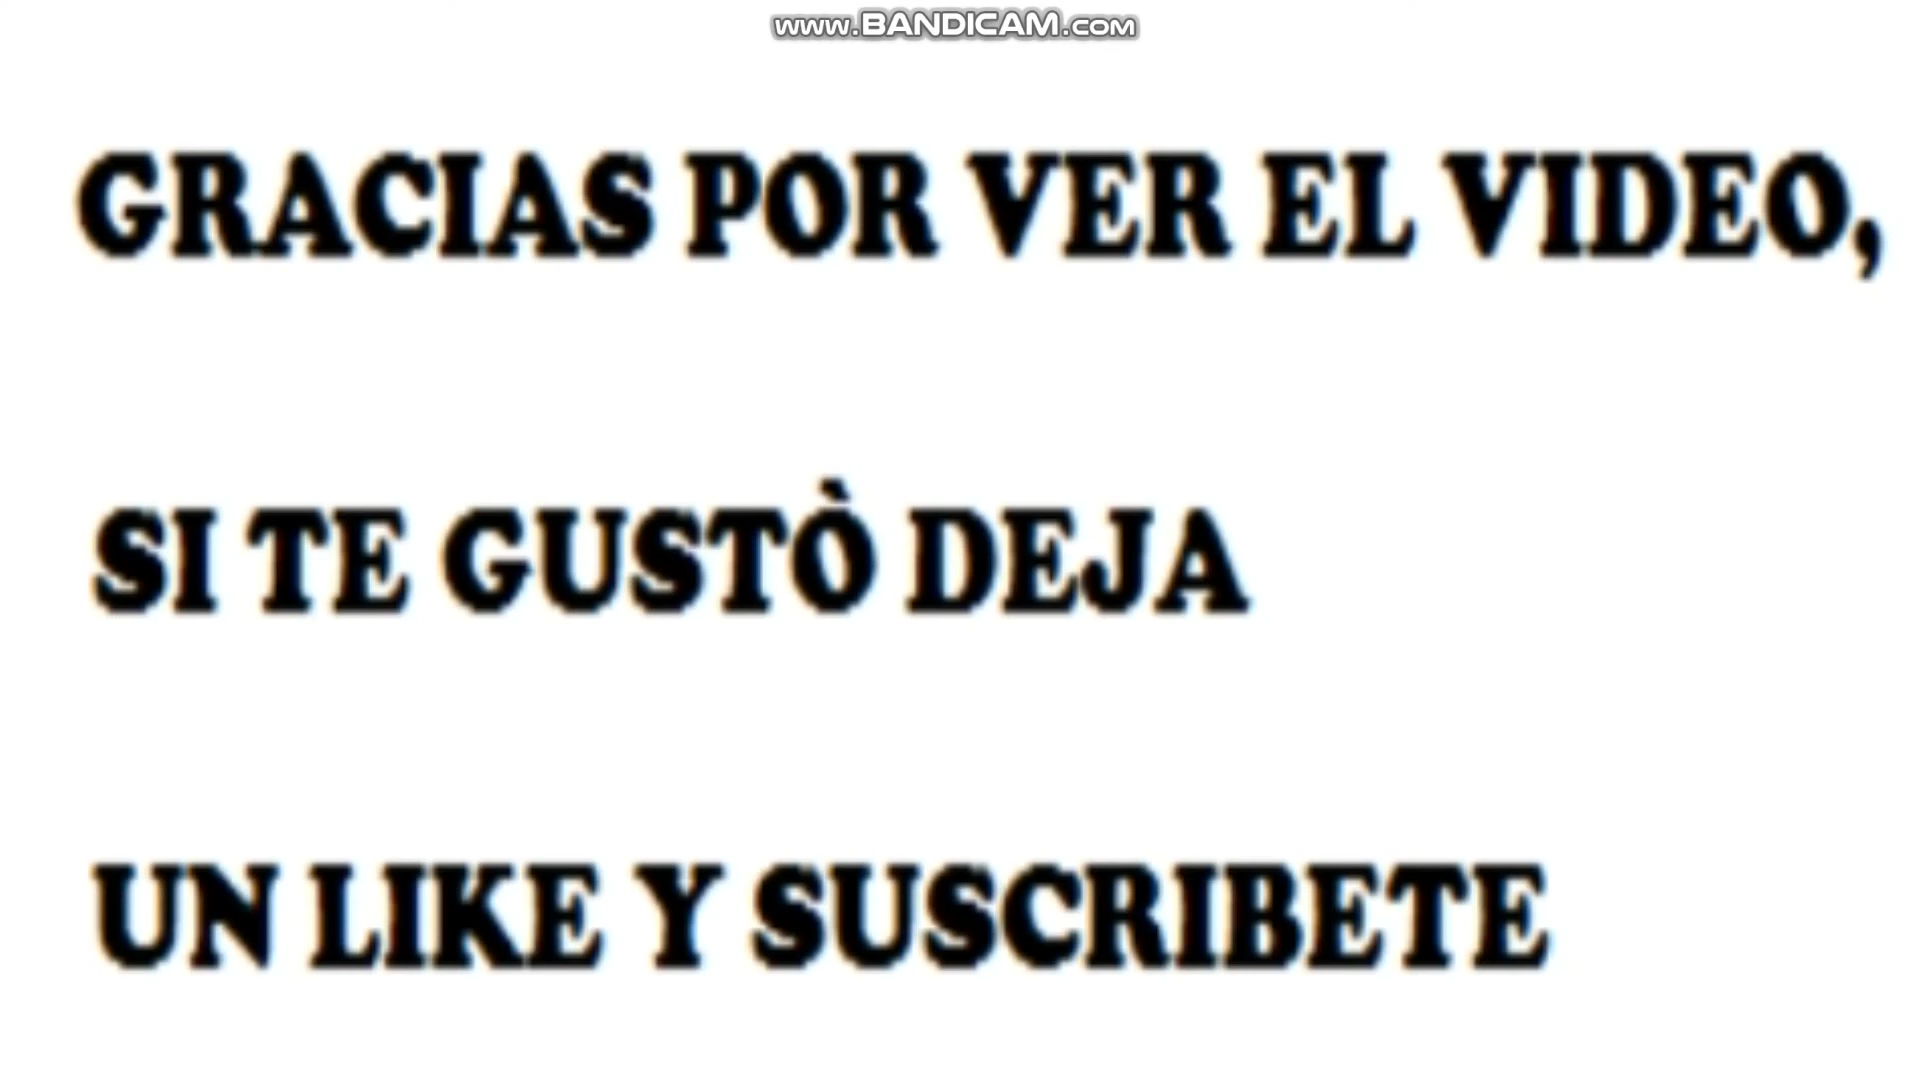 www.BANDICAM.com
GRACIAS POR VER EL VIDEO,
SI TE GUSTÒ DEJA
UN LIKE Y SUSCRIBETE